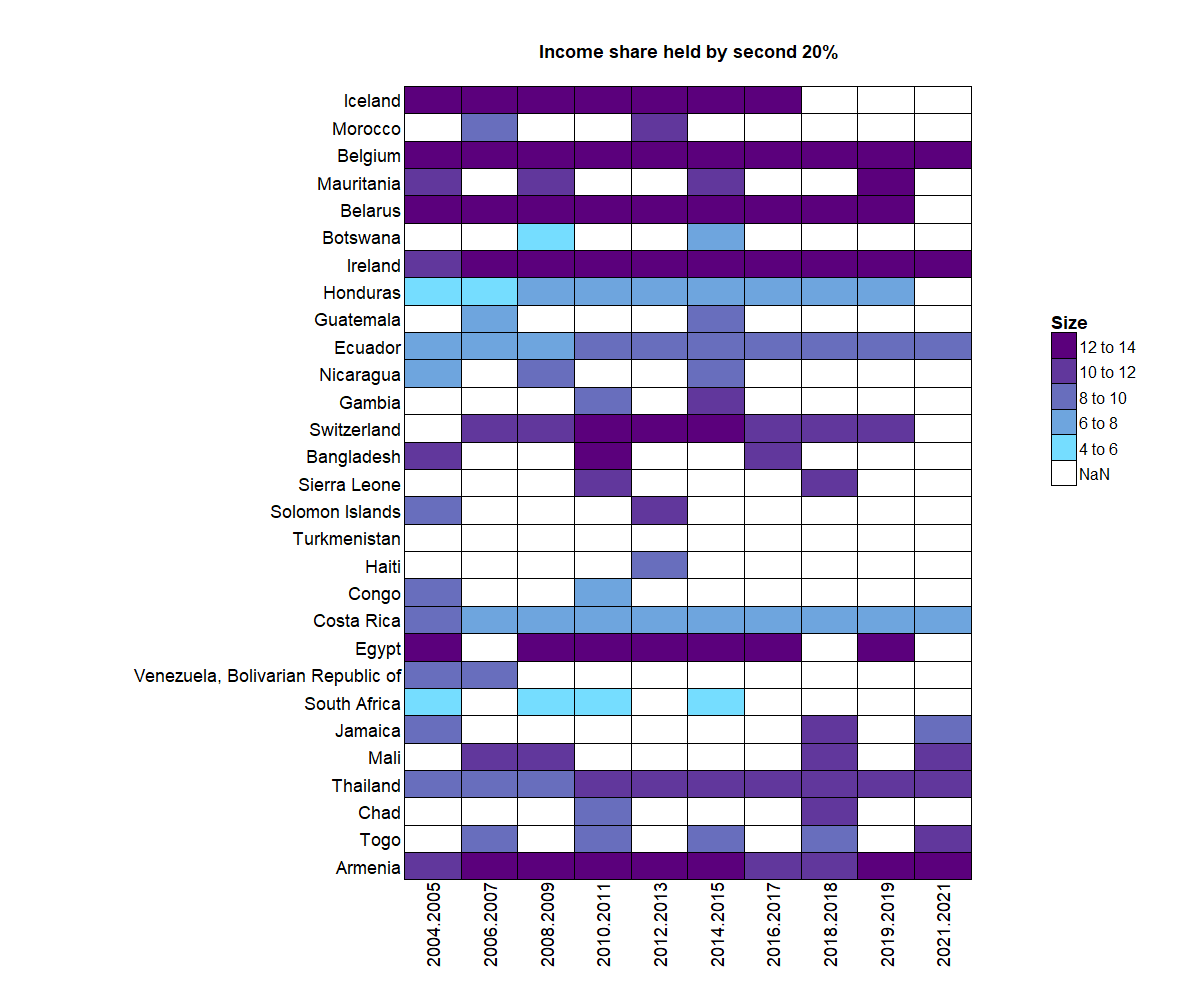 Income share held by second 20%
Iceland
Morocco
Belgium
Mauritania
Belarus
Botswana
Ireland
Honduras
Guatemala
Ecuador
Nicaragua
Gambia
Switzerland
Bangladesh
Sierra Leone
Solomon Islands
Turkmenistan
Haiti
Congo
Costa Rica
Egypt
Venezuela, Bolivarian Republic of
South Africa
Jamaica
Mali
Thailand
Chad
Togo
Armenia
2004.2005
2006.2007
2008.2009
2010.2011
2012.2013
2014.2015
2016.2017
2018.2018
2019.2019
2021.2021
Size
12 to 14
10 to 12
8 to 10
6 to 8
4 to 6
NaN